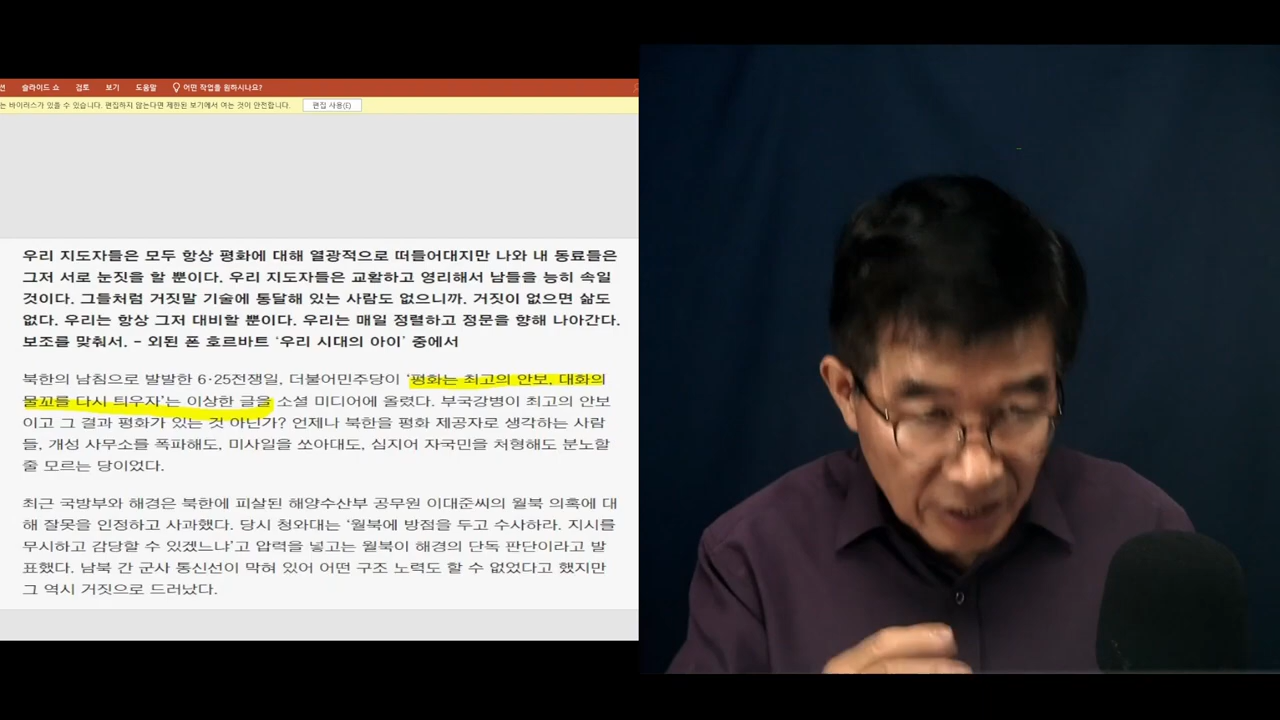 션 슬라이드 쇼 검토 보기 도움말 어떤 작업을 원하시나요?
는 바이러스가 있을 수 있습니다. 편집하지 않는다면 제한된 보기에서 여는 것이 안전합니다. 편집 사용(E)
우리 지도자들은 모두 항상 평화에 대해 열광적으로 떠들어대지만 나와 내 동료들은
그저 서로 눈짓을 할 뿐이다. 우리 지도자들은 교활하고 영리해서 남들을 능히 속일
것이다. 그들처럼 거짓말 기술에 통달해 있는 사람도 없으니까. 거짓이 없으면 삶도
없다. 우리는 항상 그저 대비할 뿐이다. 우리는 매일 정렬하고 정문을 향해 나아간다.
보조를 맞춰서. - 외된 폰 호르바트 ‘우리 시대의 아이’ 중에서
북한의 남침으로 발발한 6·25전쟁일, 더불어민주당이 ‘평화는 최고의 안보, 대화의
물꼬를 다시 틔우자’는 이상한 글을 소셜 미디어에 올렸다. 부국강병이 최고의 안보
이고 그 결과 평화가 있는 것 아닌가? 언제나 북한을 평화 제공자로 생각하는 사람
들, 개성 사무소를 폭파해도, 미사일을 쏘아대도, 심지어 자국민을 처형해도 분노할
줄 모르는 당이었다.
최근 국방부와 해경은 북한에 피살된 해양수산부 공무원 이대준씨의 월북 의혹에 대
해 잘못을 인정하고 사과했다. 당시 청와대는 ‘월북에 방점을 두고 수사하라. 지시를
무시하고 감당할 수 있겠느냐’고 압력을 넣고는 월북이 해경의 단독 판단이라고 발
표했다. 남북 간 군사 통신선이 막혀 있어 어떤 구조 노력도 할 수 없었다고 했지만
그 역시 거짓으로 드러났다.